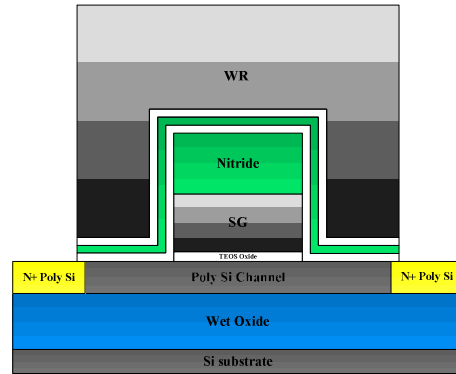 WR
Nitride
SG
TEOS Oxide
N+ Poly Si
Poly Si Channel
N+ Poly Si
Wet Oxide
Si substrate